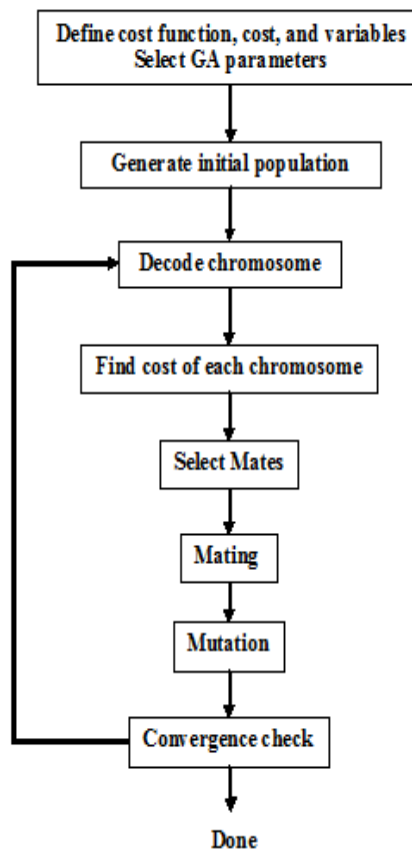 Define cost function, cost, and variables
Select GA parameters
Generate initial population
Decode chromosome
Find cost of each chromosome
Select Mates
Mating
Mutation
Convergence check
Done